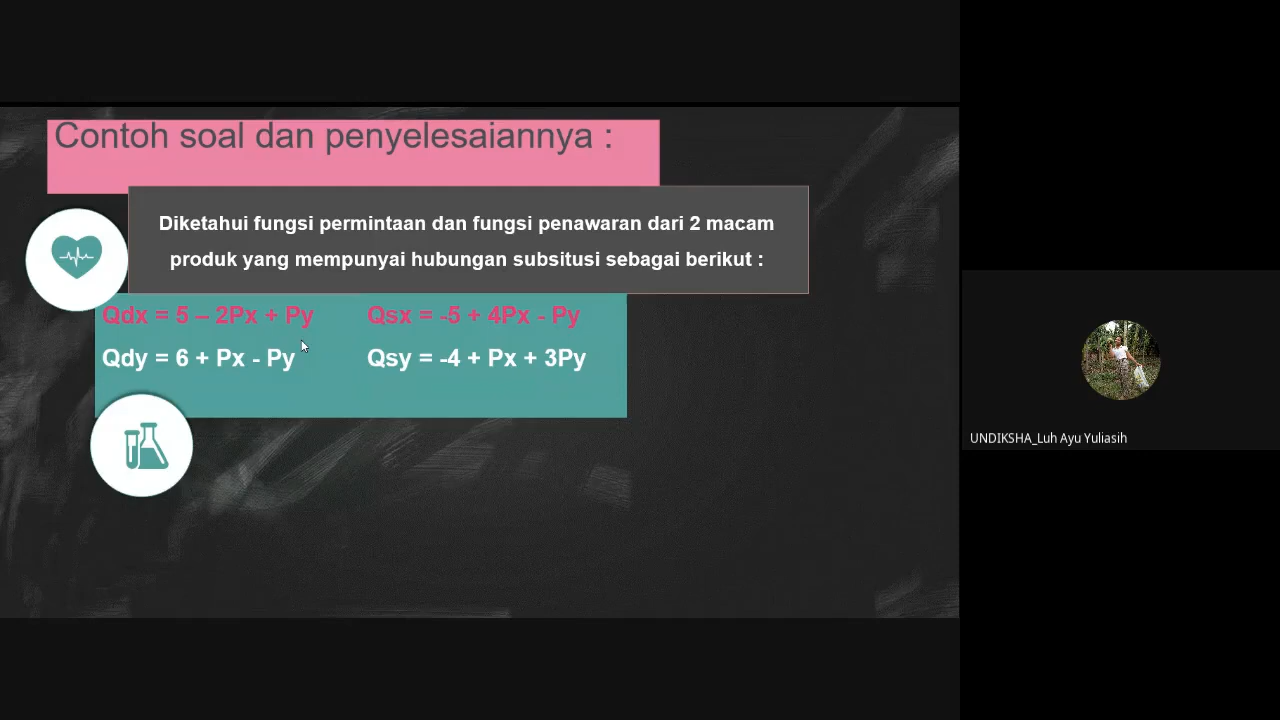 Contoh soal dan penyelesaiannya :
Diketahui fungsi permintaan dan fungsi penawaran dari 2 macam
produk yang mempunyai hubungan subsitusi sebagai berikut :
Qdx = 5 – 2Px + Py Qsx = -5 + 4Px - Py
Qdy = 6 + Px - Py Qsy = -4 + Px + 3Py
UNDIKSHA_Luh Ayu Yuliasih